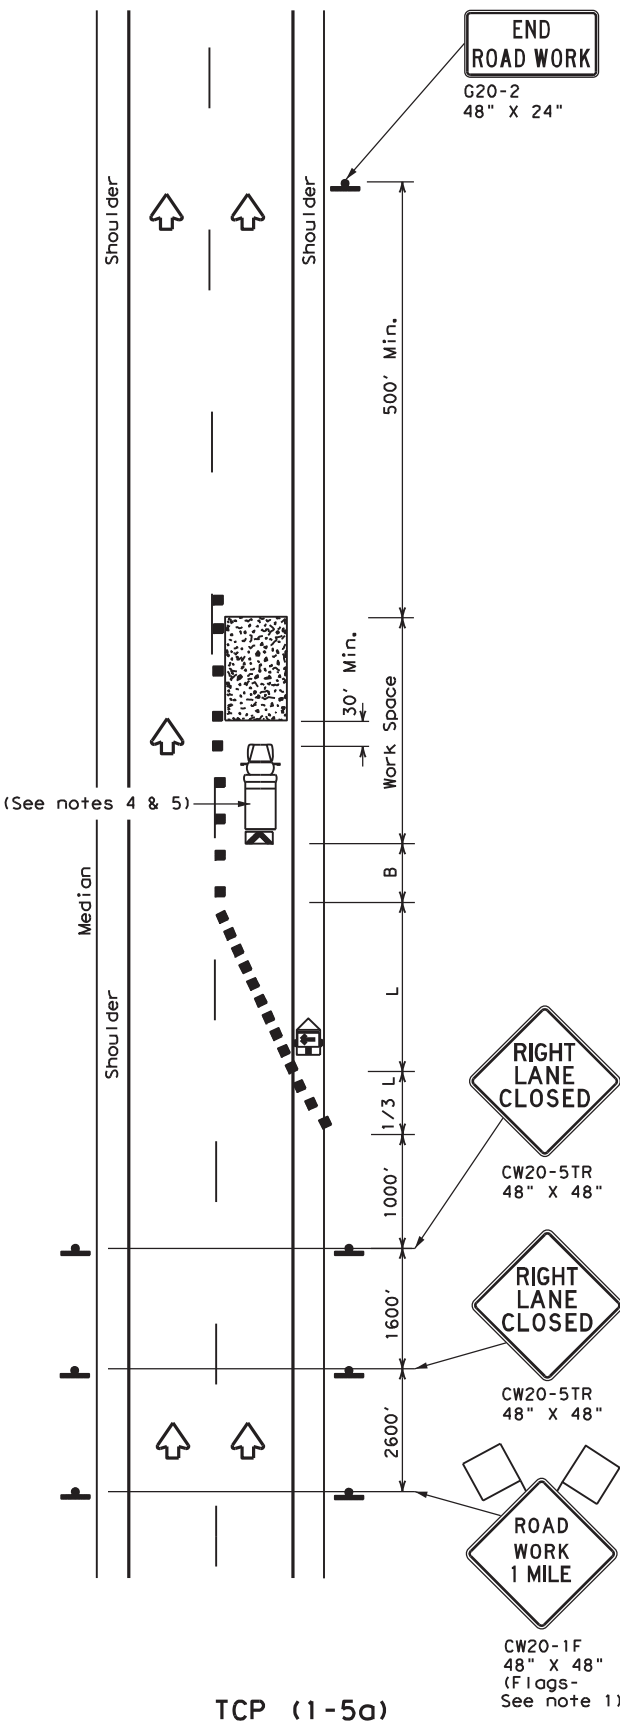 END
ROAD WORK
G20-2
48" X 24"
Shoulder
Shoulder
500' Min.
30' Min.
Work Space
(See notes 4 & 5)
B
Median
L
Shoulder
RIGHT
LANE
CLOSED
1/3 L
CW20-5TR
48" X 48"
1000'
RIGHT
LANE
CLOSED
1600'
CW20-5TR
48" X 48"
2600'
ROAD
WORK
1 MILE
CW20-1F
48" X 48"
(Flags-
See note 1)
TCP (1-5a)